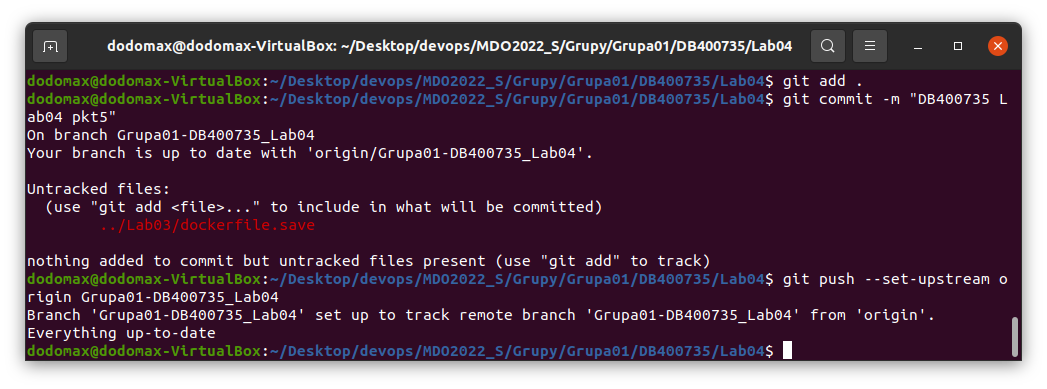 dodomax@dodomax-VirtualBox: ~/Desktop/devops/MDO2022_S/Grupy/Grupa01/DB400735/Lab04
dodomax@dodomax-VirtualBox:~/Desktop/devops/MDO2022_S/Grupy/Grupa01/DB400735/Lab04$ git add .
dodomax@dodomax-VirtualBox:~/Desktop/devops/MDO2022_S/Grupy/Grupa01/DB400735/Lab04$ git commit -m "DB400735 L
ab04 pkt5"
On branch Grupa01-DB400735_Lab04
Your branch is up to date with 'origin/Grupa01-DB400735_Lab04'.
Untracked files:
  (use "git add <file>..." to include in what will be committed)
        ../Lab03/dockerfile.save
nothing added to commit but untracked files present (use "git add" to track)
dodomax@dodomax-VirtualBox:~/Desktop/devops/MDO2022_S/Grupy/Grupa01/DB400735/Lab04$ git push --set-upstream o
rigin Grupa01-DB400735_Lab04
Branch 'Grupa01-DB400735_Lab04' set up to track remote branch 'Grupa01-DB400735_Lab04' from 'origin'.
Everything up-to-date
dodomax@dodomax-VirtualBox:~/Desktop/devops/MDO2022_S/Grupy/Grupa01/DB400735/Lab04$